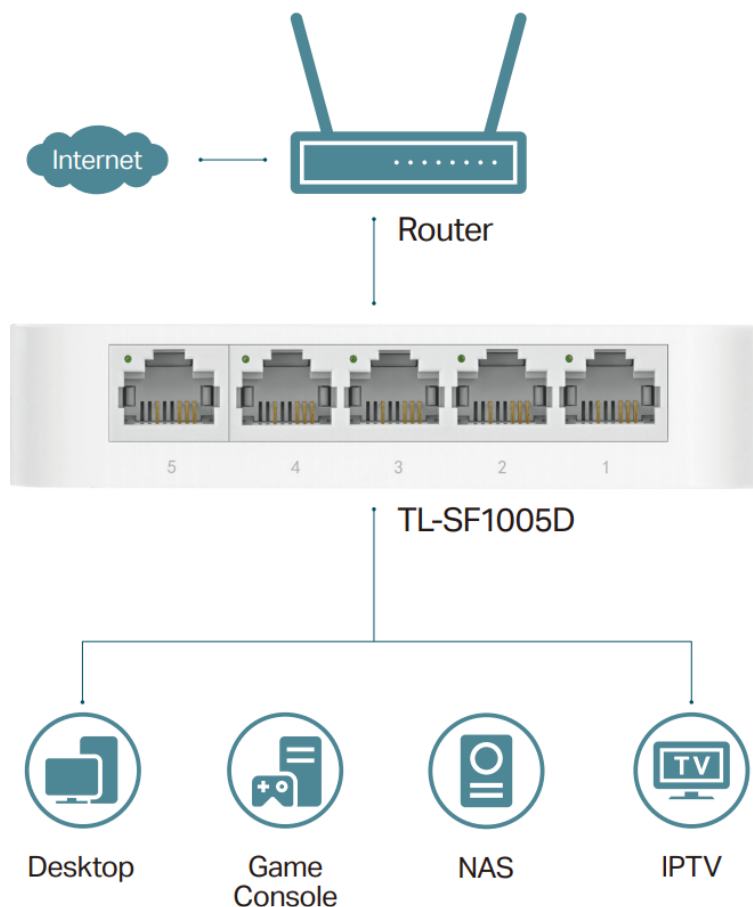 Internet
Router
5 4 3 2 1
TL-SF1005D
TV
Desktop Game NAS IPTV
Console